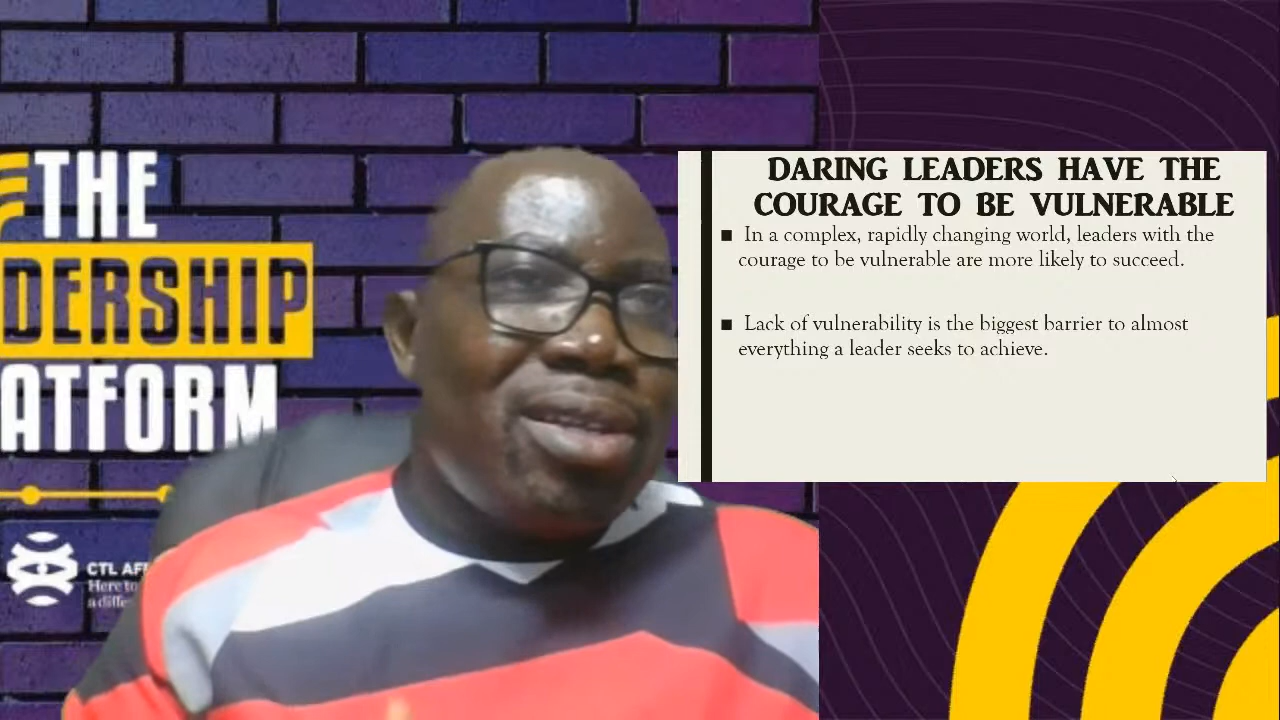 THE
DERSHIP
ATFORM
CTL AF
Here to
a diffe
DARING LEADERS HAVE THE
COURAGE TO BE VULNERABLE
■ In a complex, rapidly changing world, leaders with the
courage to be vulnerable are more likely to succeed.
■ Lack of vulnerability is the biggest barrier to almost
everything a leader seeks to achieve.